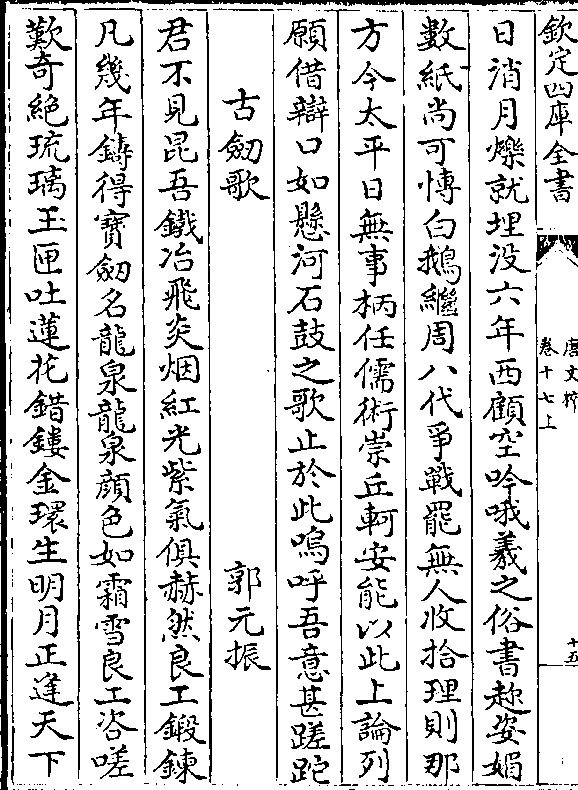 欽定四庫全書
唐文粹
卷十七上
十五
日消月爍就埋没六年西顧空吟哦羲之俗書趂姿媚
數紙尚可慱白鵝繼周八代爭戰罷無人收拾理則那
方今太平日無事柄任儒術崇丘軻安能以此上論列
願借辯口如懸河石鼓之歌止於此嗚呼吾意甚蹉跎
古劒歌 郭元振
君不見昆吾鐵冶飛炎烟紅光紫氣俱赫然良工鍛鍊
凡幾年鑄得寶劒名龍泉龍泉顔色如霜雪良工咨嗟
歎奇絶琉璃玉匣吐蓮花錯鏤金環生明月正逢天下